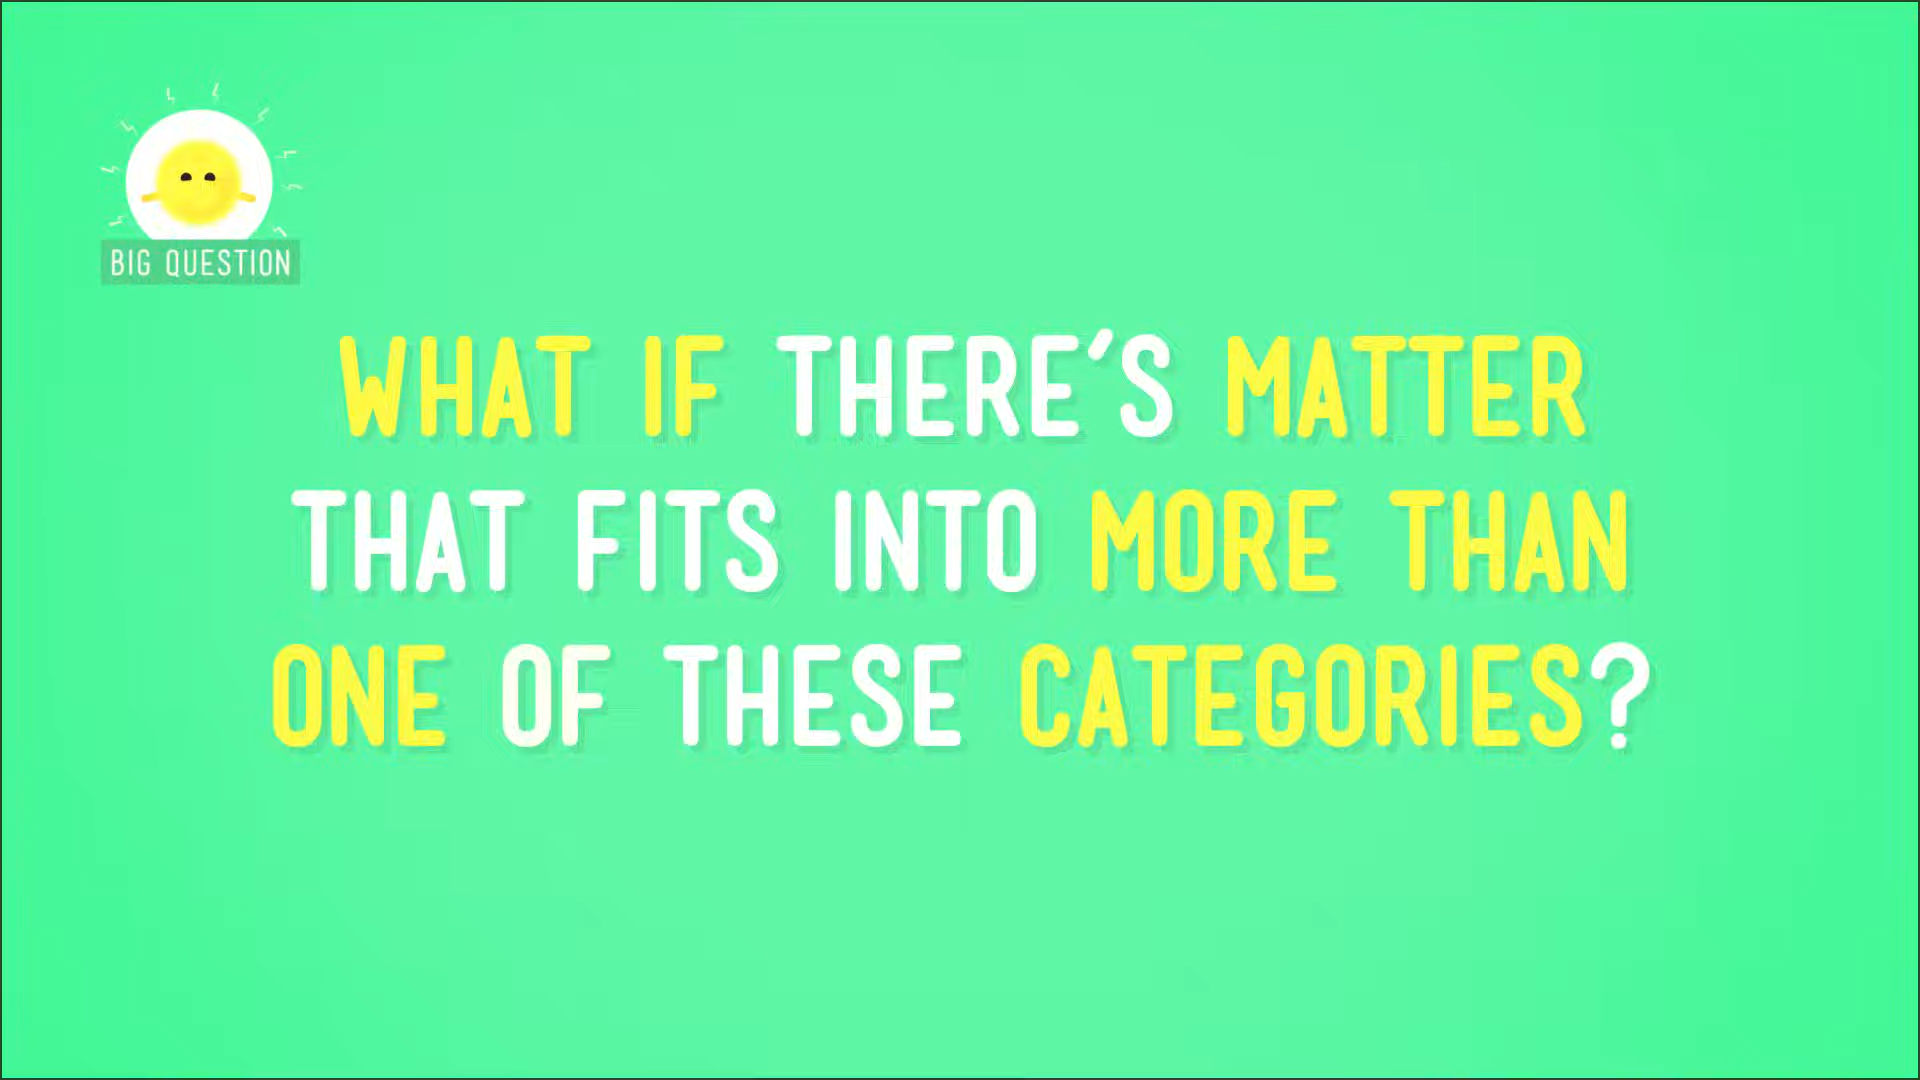 BIG QUESTION
WHAT IF THERE'S MATTER
THAT FITS INTO MORE THAN
ONE OF THESE CATEGORIES?